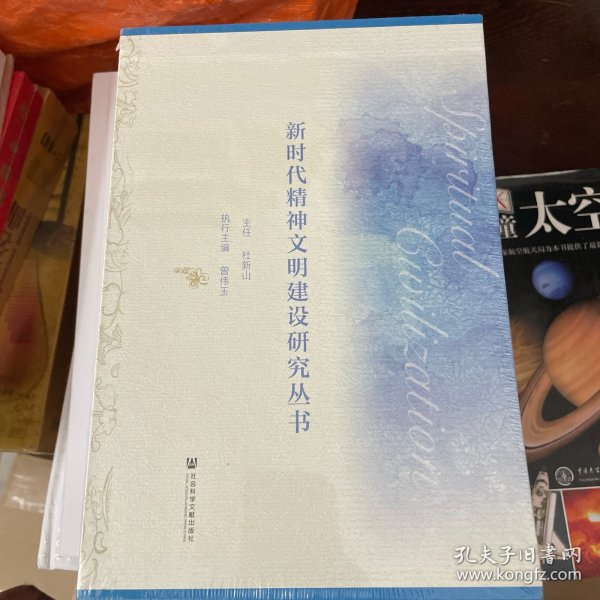 新时代精神文明建设研究丛书
主任 杜新山
执行主编 曾伟玉
Spiritual
Civilization
社会科学文献出版社
太空
童
孔夫子旧书网
www.kongfz.com